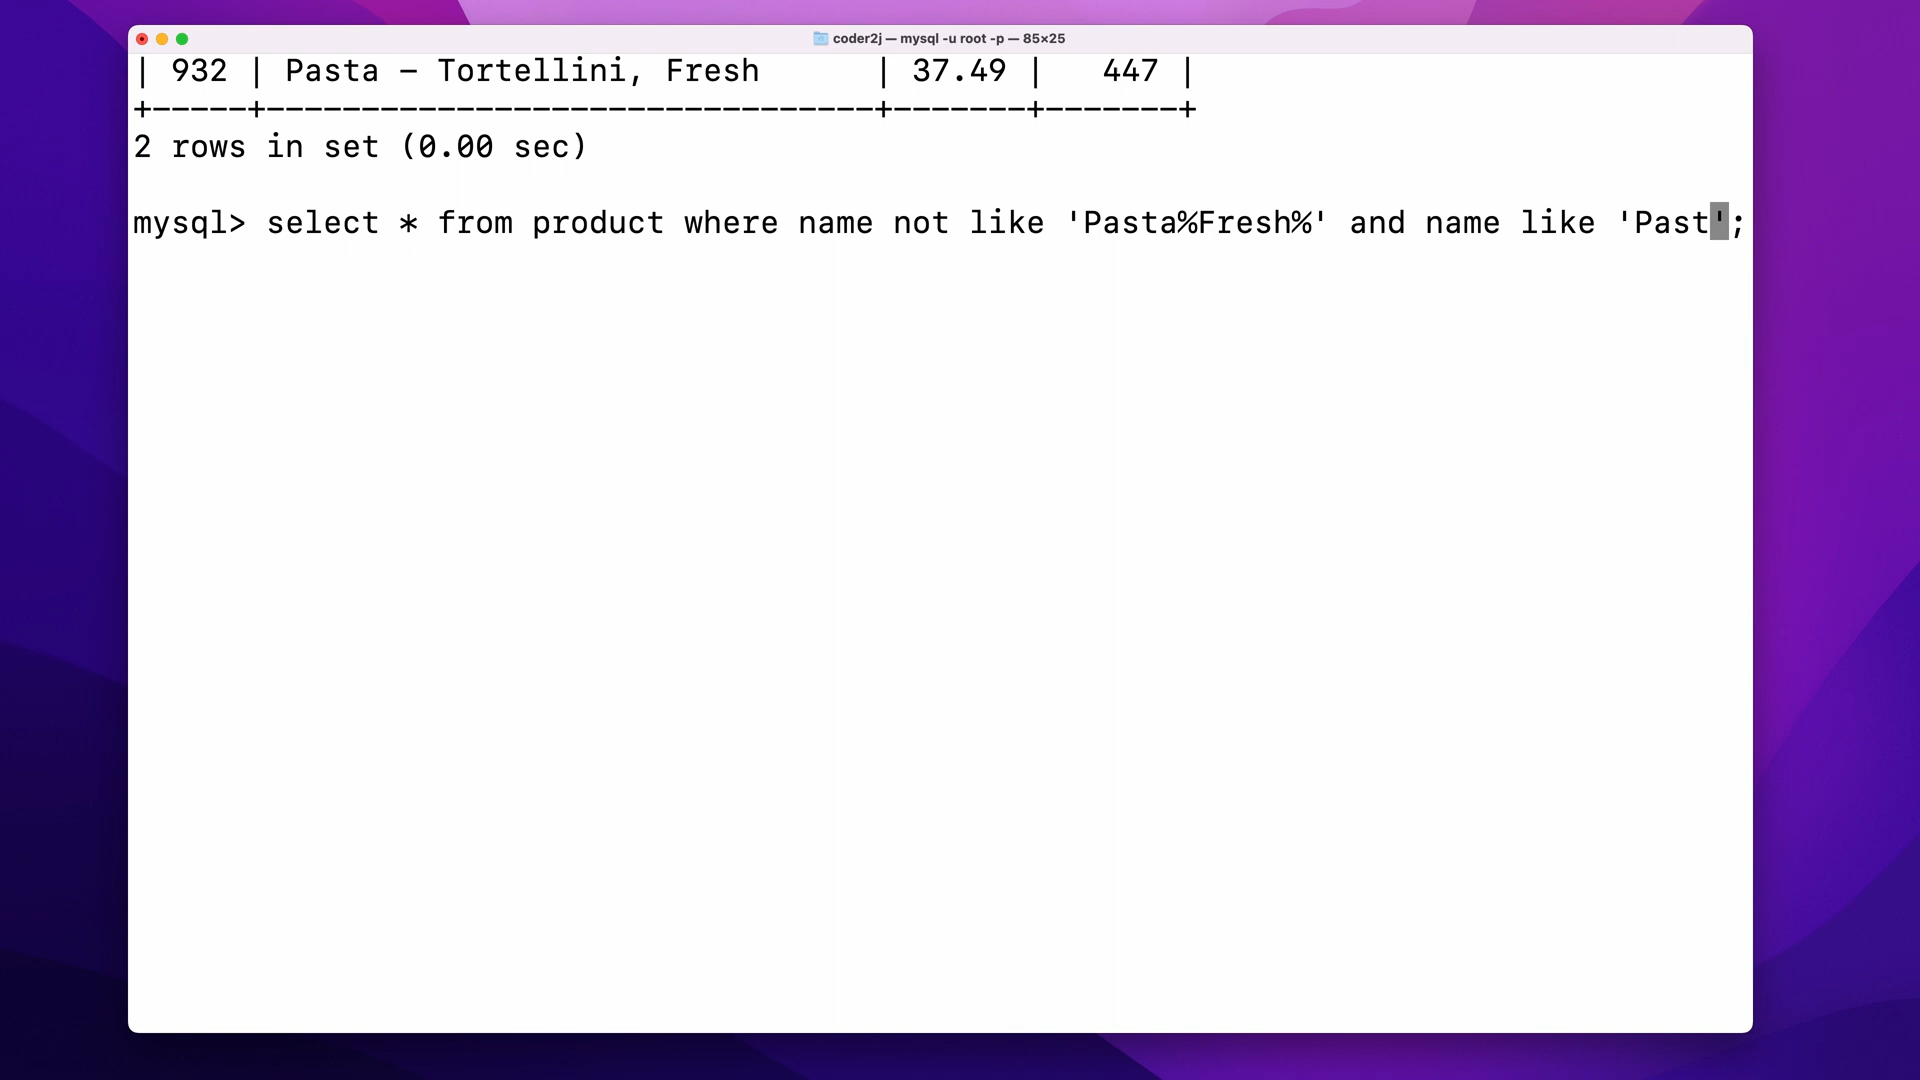 coder2j — mysql -u root -p — 85×25
| 932 | Pasta - Tortellini, Fresh      | 37.49 |   447 |
+-----+--------------------------------+-------+-------+
2 rows in set (0.00 sec)
mysql> select * from product where name not like 'Pasta%Fresh%' and name like 'Past';